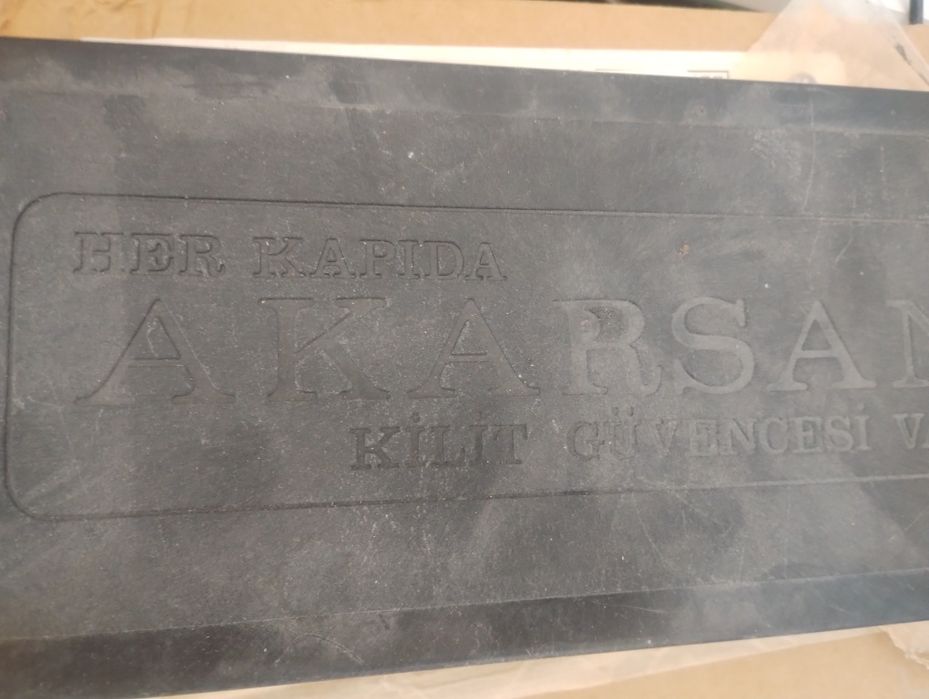 HER KAPIDA
AKARSAN
KİLİT GÜVENCESİ